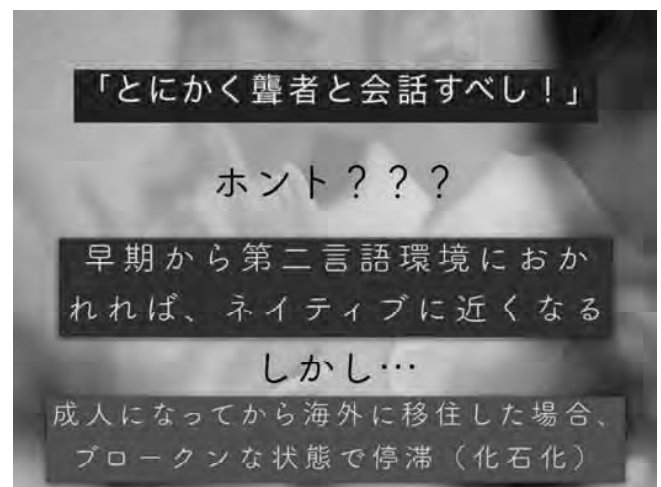 「とにかく聾者と会話すべし！」
ホント？？？
早期から第二言語環境におか
れれば、ネイティブに近くなる
しかし…
成人になってから海外に移住した場合、
ブロークンな状態で停滞（化石化）